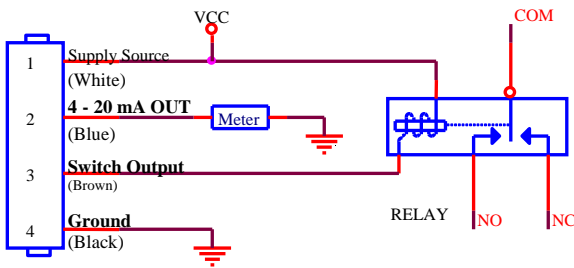 VCC
COM
1 Supply Source
(White)
2 4 - 20 mA OUT
(Blue)
Meter
3 Switch Output
(Brown)
RELAY
NO
NC
4 Ground
(Black)